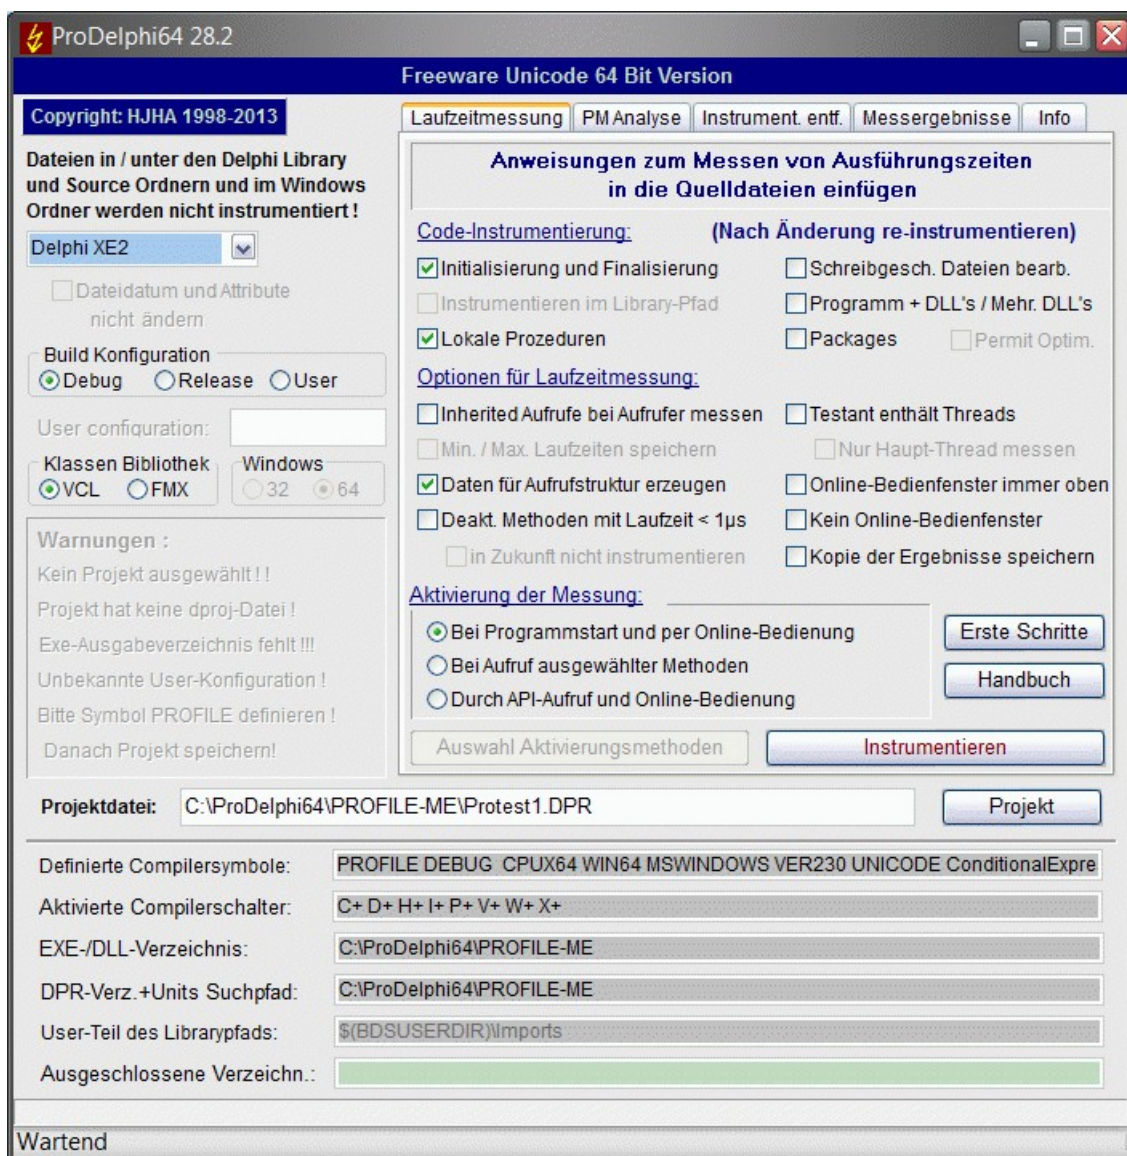 ProDelphi64 28.2
Freeware Unicode 64 Bit Version
Copyright: HJHA 1998-2013
Dateien in / unter den Delphi Library
und Source Ordnern und im Windows
Ordner werden nicht instrumentiert !
Delphi XE2
Dateidatum und Attribute
nicht ändern
Build Konfiguration
Debug Release User
User configuration:
Klassen Bibliothek Windows
VCL FMX 32 64
Warnungen :
Kein Projekt ausgewählt ! !
Projekt hat keine dproj-Datei !
Exe-Ausgabeverzeichnis fehlt !!!
Unbekannte User-Konfiguration !
Bitte Symbol PROFILE definieren !
Danach Projekt speichern!
Laufzeitmessung PM Analyse Instrument. entf. Messergebnisse Info
Anweisungen zum Messen von Ausführungszeiten
in die Quelldateien einfügen
Code-Instrumentierung: (Nach Änderung re-instrumentieren)
Initialisierung und Finalisierung Schreibgesch. Dateien bearb.
Instrumentieren im Library-Pfad Programm + DLL's / Mehr. DLL's
Lokale Prozeduren Packages Permit Optim.
Optionen für Laufzeitmessung:
Inherited Aufrufe bei Aufrufer messen Testant enthält Threads
Min. / Max. Laufzeiten speichern Nur Haupt-Thread messen
Daten für Aufrufstruktur erzeugen Online-Bedienfenster immer oben
Deakt. Methoden mit Laufzeit < 1µs Kein Online-Bedienfenster
in Zukunft nicht instrumentieren Kopie der Ergebnisse speichern
Aktivierung der Messung:
Bei Programmstart und per Online-Bedienung Erste Schritte
Bei Aufruf ausgewählter Methoden Handbuch
Durch API-Aufruf und Online-Bedienung
Auswahl Aktivierungsmethoden Instrumentieren
Projektdatei: C:\ProDelphi64\PROFILE-ME\Protest1.DPR Projekt
Definierte Compilersymbole: PROFILE DEBUG CPUX64 WIN64 MSWINDOWS VER230 UNICODE ConditionalExpre
Aktivierte Compilerschalter: C+ D+ H+ I+ P+ V+ W+ X+
EXE-/DLL-Verzeichnis: C:\ProDelphi64\PROFILE-ME
DPR-Verz.+Units Suchpfad: C:\ProDelphi64\PROFILE-ME
User-Teil des Librarypfads: $(BDSUSERDIR)\Imports
Ausgeschlossene Verzeichn.:
Wartend